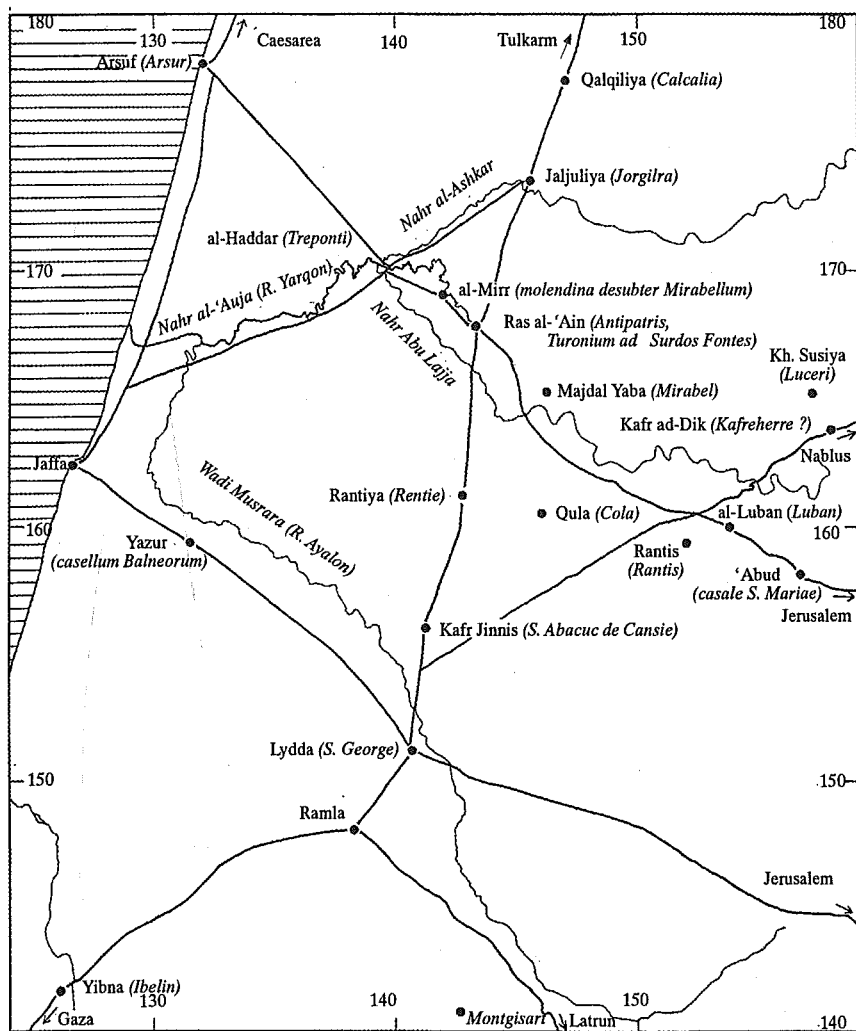 180
130
140
150
180
Caesarea
Tulkarm
Arsuf (Arsur)
Qalqiliya (Calcalia)
Jaljuliya (Jorgilra)
Nahr al-Ashkar
al-Haddar (Treponti)
170
170
Nahr al-‘Auja (R. Yarqon)
al-Mirr (molendina desubter Mirabellum)
Ras al-‘Ain (Antipatris,
Turonium ad Surdos Fontes)
Nahr Abu Lajja
Kh. Susiya
(Luceri)
Majdal Yaba (Mirabel)
Kafr ad-Dik (Kafreherre ?)
Nablus
Jaffa
Wadi Musrara (R. Ayalon)
Rantiya (Rentie)
Qula (Cola)
al-Luban (Luban)
160
160
Yazur
(casellum Balneorum)
Rantis
(Rantis)
‘Abud
(casale S. Mariae)
Jerusalem
Kafr Jinnis (S. Abacuc de Cansie)
Lydda (S. George)
150
150
Ramla
Jerusalem
Yibna (Ibelin)
Gaza
130
140
150
Montgisart
Latrun
140